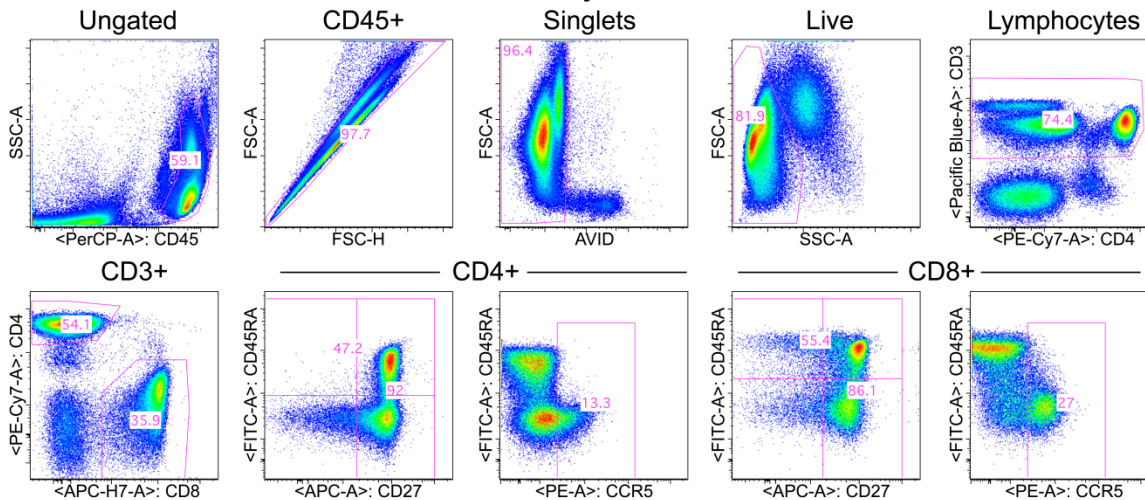 Ungated
CD45+
Singlets
Live
Lymphocytes
SSC-A
59.1
<PerCP-A>: CD45
FSC-A
97.7
FSC-H
FSC-A
96.4
AVID
FSC-A
81.9
SSC-A
<Pacific Blue-A>: CD3
74.4
<PE-Cy7-A>: CD4
CD3+
CD4+
CD8+
<PE-Cy7-A>: CD4
54.1
35.9
<APC-H7-A>: CD8
<FITC-A>: CD45RA
47.2
92
<APC-A>: CD27
<FITC-A>: CD45RA
13.3
<PE-A>: CCR5
<FITC-A>: CD45RA
55.4
86.1
<APC-A>: CD27
<FITC-A>: CD45RA
27
<PE-A>: CCR5